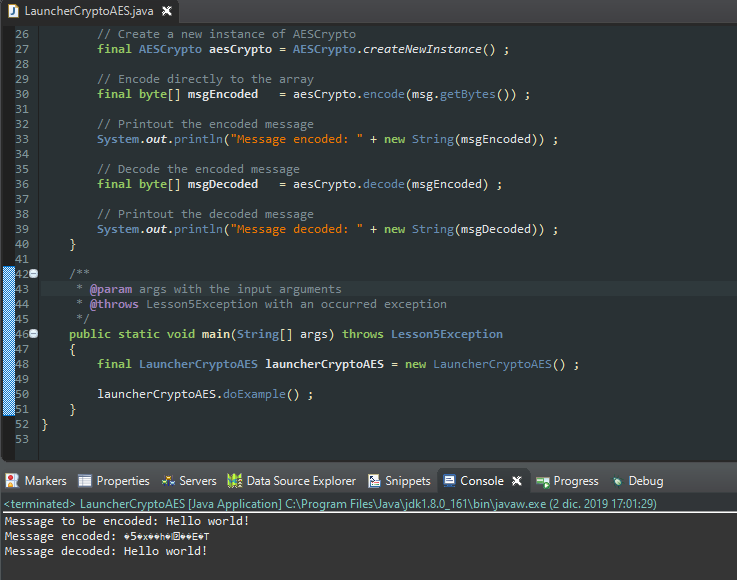 LauncherCryptoAES.java
26 // Create a new instance of AESCrypto
27 final AESCrypto aesCrypto = AESCrypto.createNewInstance() ;
28
29 // Encode directly to the array
30 final byte[] msgEncoded   = aesCrypto.encode(msg.getBytes()) ;
31
32 // Printout the encoded message
33 System.out.println("Message encoded: " + new String(msgEncoded)) ;
34
35 // Decode the encoded message
36 final byte[] msgDecoded   = aesCrypto.decode(msgEncoded) ;
37
38 // Printout the decoded message
39 System.out.println("Message decoded: " + new String(msgDecoded)) ;
40 }
41
42 /**
43 * @param args with the input arguments
44 * @throws Lesson5Exception with an occurred exception
45 */
46 public static void main(String[] args) throws Lesson5Exception
47 {
48 final LauncherCryptoAES launcherCryptoAES = new LauncherCryptoAES() ;
49
50 launcherCryptoAES.doExample() ;
51 }
52 }
53
Markers Properties Servers Data Source Explorer Snippets Console Progress Debug
<terminated> LauncherCryptoAES [Java Application] C:\Program Files\Java\jdk1.8.0_161\bin\javaw.exe (2 dic. 2019 17:01:29)
Message to be encoded: Hello world!
Message encoded: �5�x��h���E�T
Message decoded: Hello world!